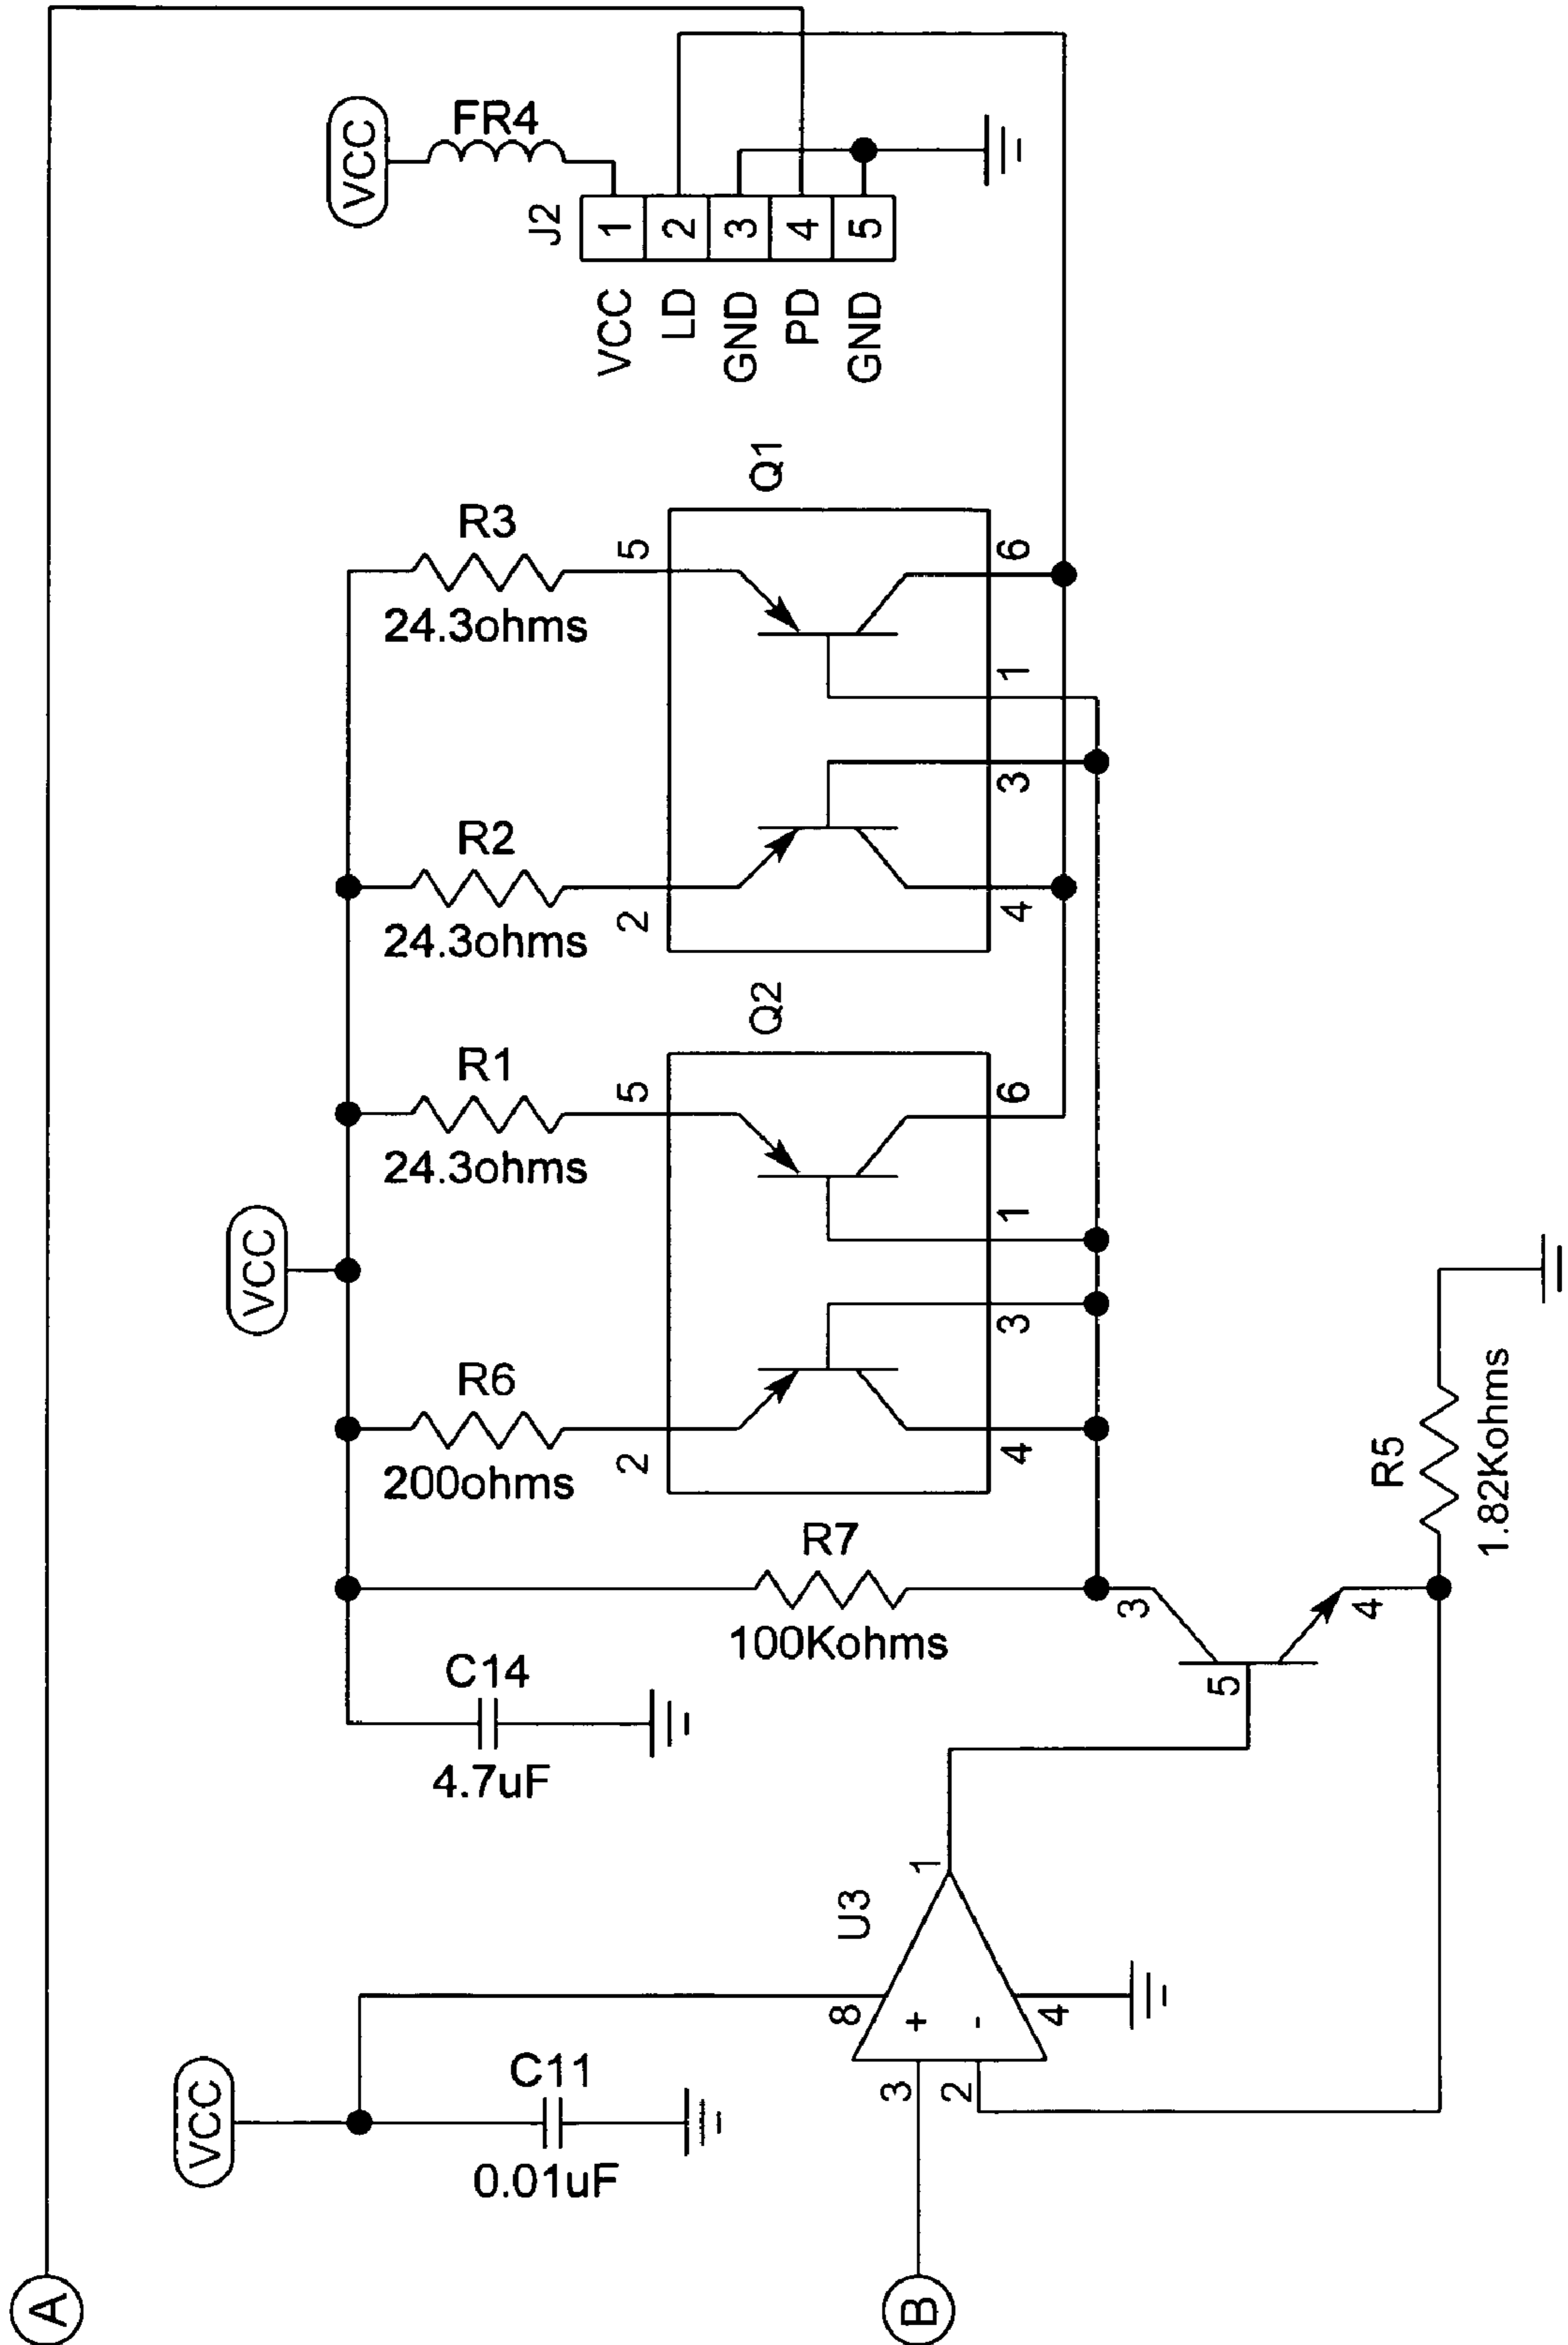 A
VCC
FR4
J2
1
2
3
4
5
VCC
LD
GND
PD
GND
R3
24.3ohms
5
Q1
6
1
R2
24.3ohms
2
3
4
Q2
R1
24.3ohms
5
6
1
VCC
R6
200ohms
2
3
4
R7
100Kohms
C14
4.7uF
3
4
5
R5
1.82Kohms
U3
1
8
+
-
4
3
2
VCC
C11
0.01uF
B